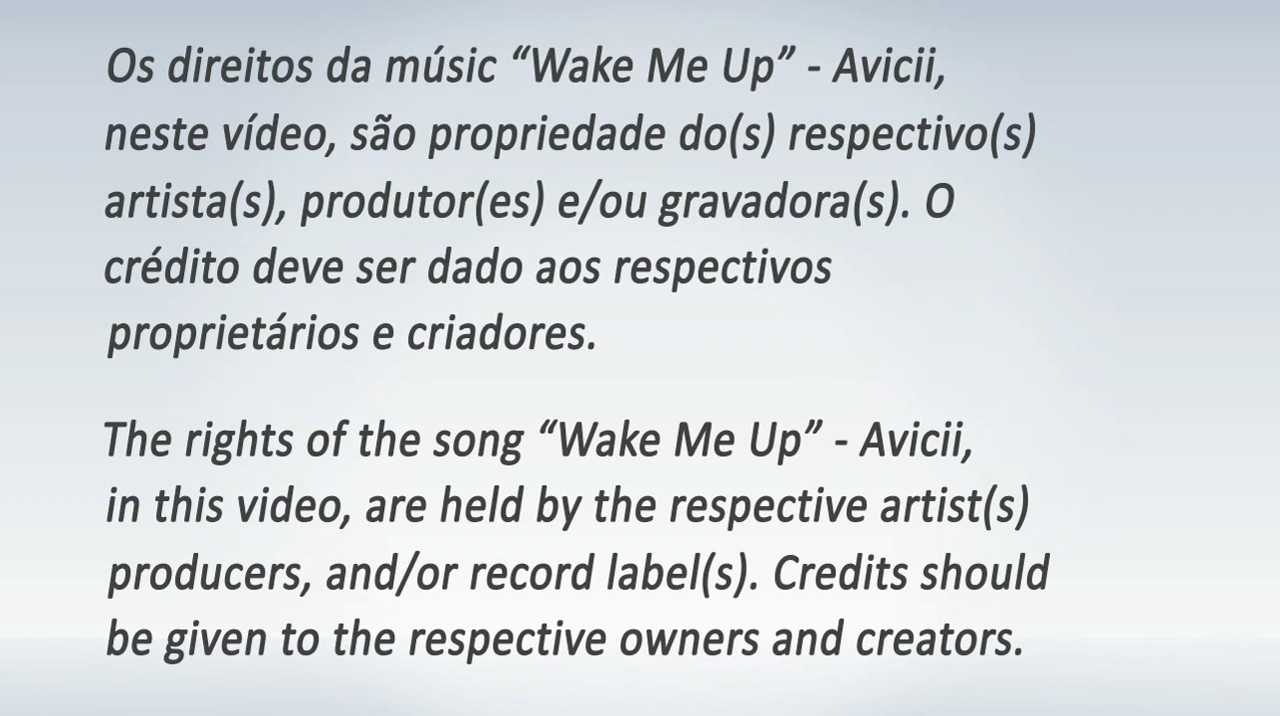 Os direitos da músic “Wake Me Up” - Avicii,
neste vídeo, são propriedade do(s) respectivo(s)
artista(s), produtor(es) e/ou gravadora(s). O
crédito deve ser dado aos respectivos
proprietários e criadores.
The rights of the song “Wake Me Up” - Avicii,
in this video, are held by the respective artist(s)
producers, and/or record label(s). Credits should
be given to the respective owners and creators.